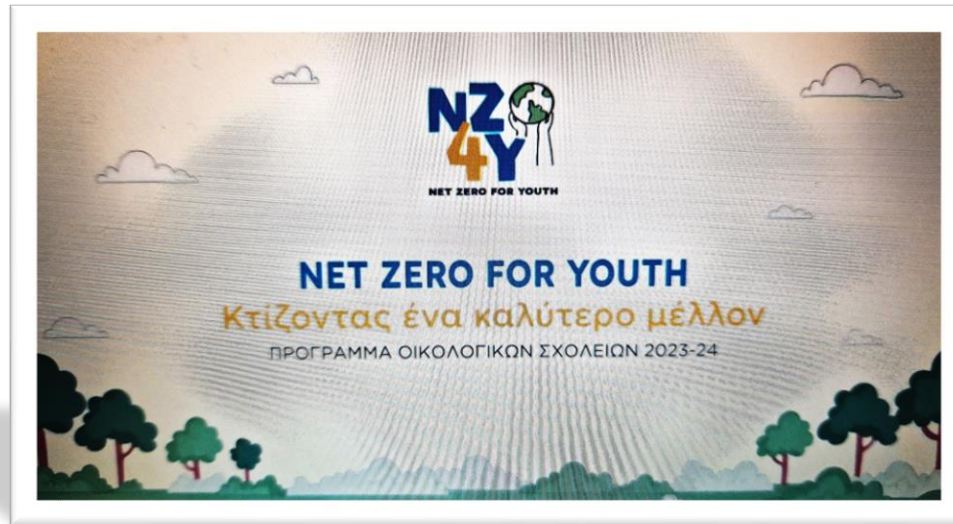 NZ
4Y
NET ZERO FOR YOUTH
NET ZERO FOR YOUTH
Κτίζοντας ένα καλύτερο μέλλον
ΠΡΟΓΡΑΜΜΑ ΟΙΚΟΛΟΓΙΚΩΝ ΣΧΟΛΕΙΩΝ 2023-24